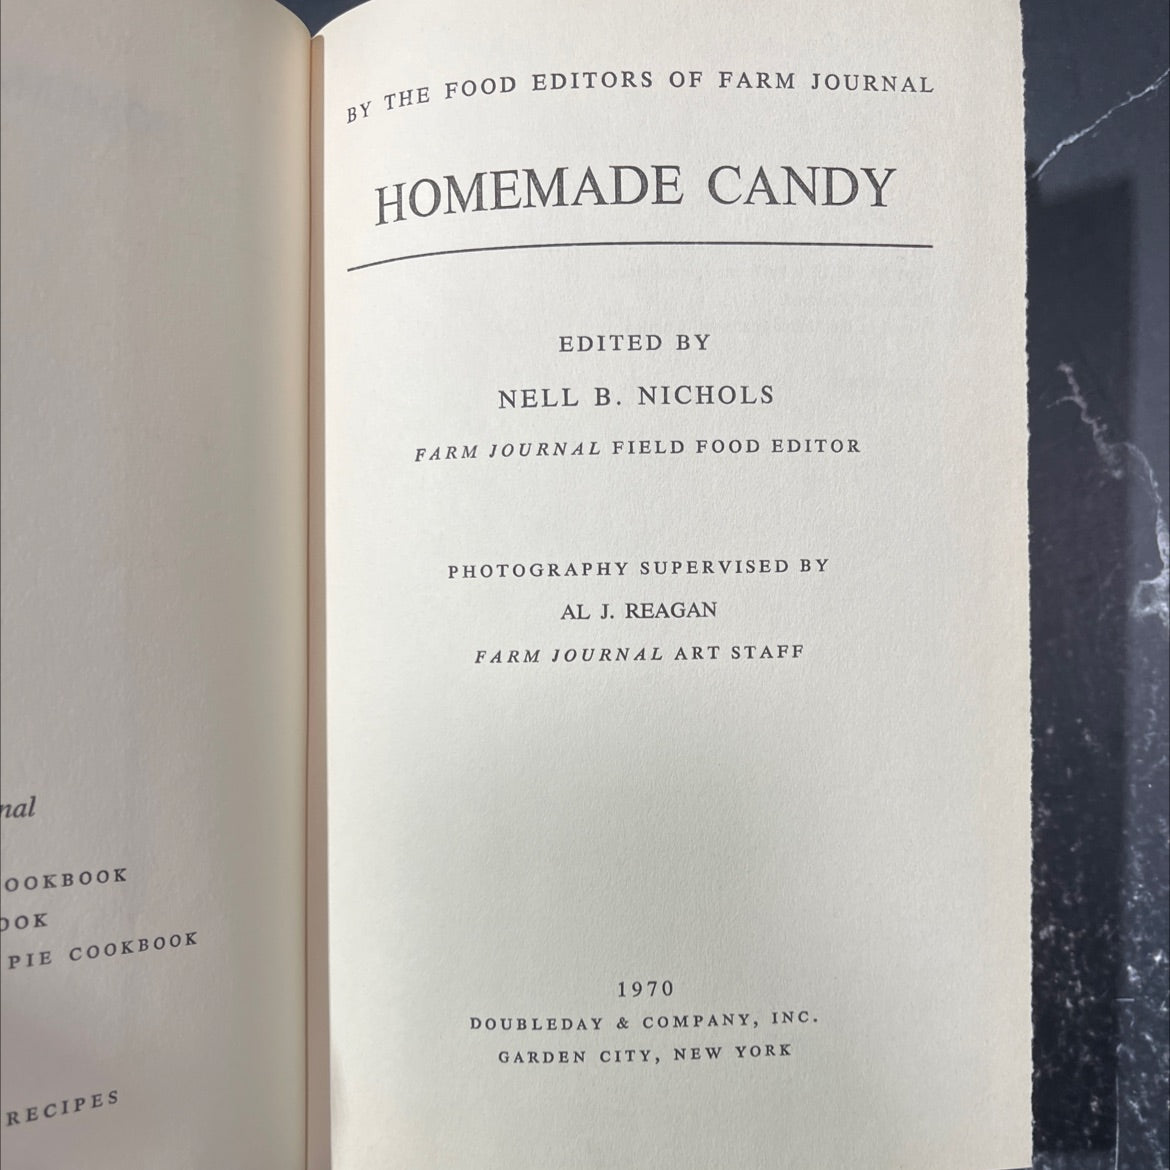 nal
OOKBOOK
OOK
PIE COOKBOOK
RECIPES
BY THE FOOD EDITORS OF FARM JOURNAL
HOMEMADE CANDY
EDITED BY
NELL B. NICHOLS
FARM JOURNAL FIELD FOOD EDITOR
PHOTOGRAPHY SUPERVISED BY
AL J. REAGAN
FARM JOURNAL ART STAFF
1970
DOUBLEDAY & COMPANY, INC.
GARDEN CITY, NEW YORK